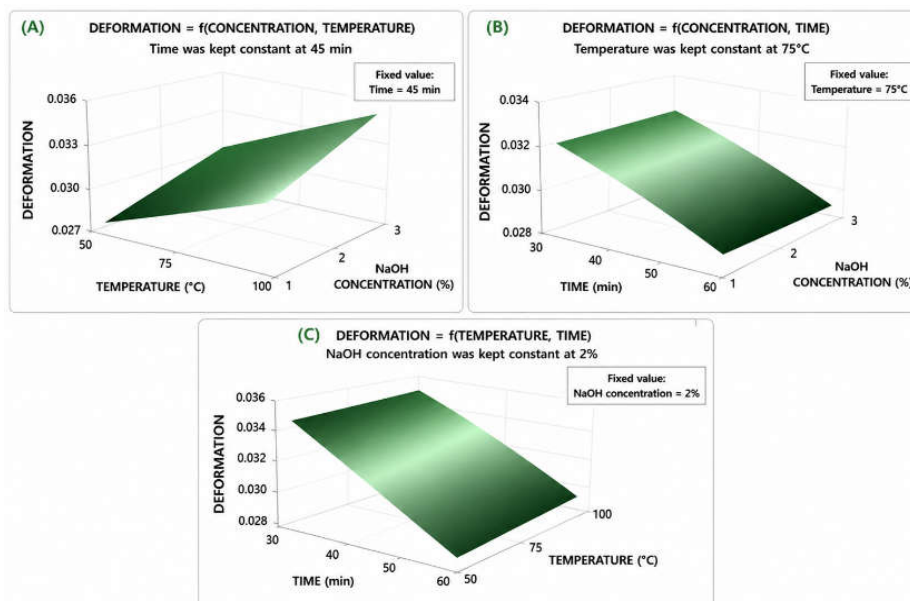 (A) DEFORMATION = f(CONCENTRATION, TEMPERATURE)
Time was kept constant at 45 min
Fixed value:
Time = 45 min
DEFORMATION
0.036
0.033
0.030
0.027
50
75
100
TEMPERATURE (°C)
1
2
3
NaOH
CONCENTRATION (%)
(B) DEFORMATION = f(CONCENTRATION, TIME)
Temperature was kept constant at 75°C
Fixed value:
Temperature = 75°C
DEFORMATION
0.034
0.032
0.030
0.028
30
40
50
60
TIME (min)
1
2
3
NaOH
CONCENTRATION (%)
(C) DEFORMATION = f(TEMPERATURE, TIME)
NaOH concentration was kept constant at 2%
Fixed value:
NaOH concentration = 2%
DEFORMATION
0.036
0.034
0.032
0.030
0.028
30
40
50
60
TIME (min)
50
75
100
TEMPERATURE (°C)